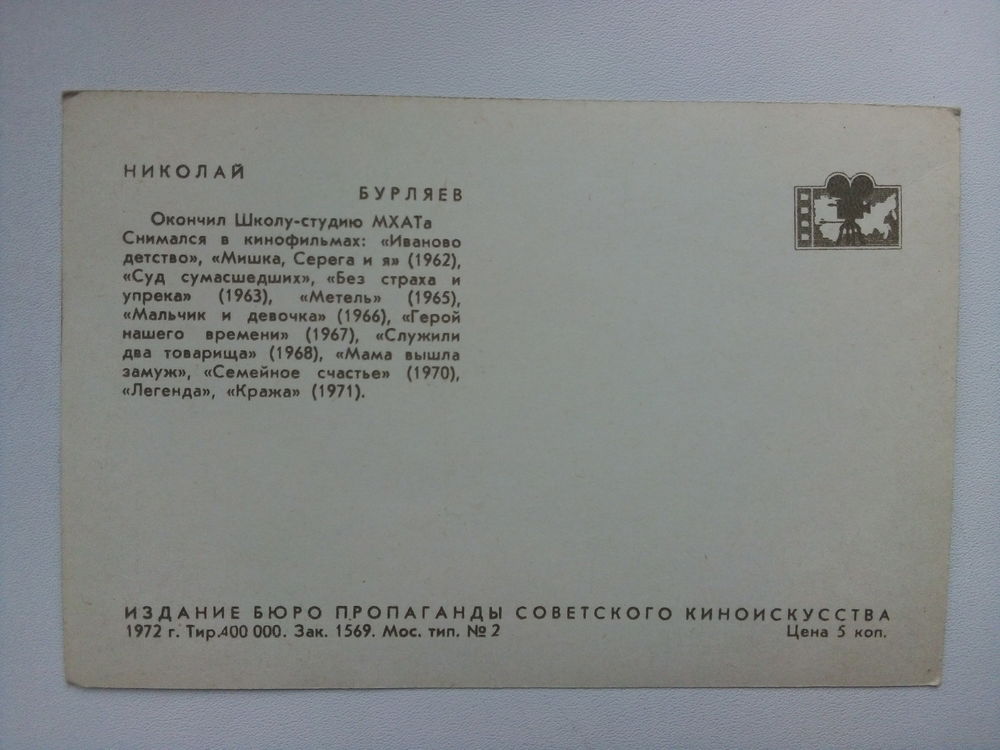 НИКОЛАЙ
БУРЛЯЕВ
Окончил Школу-студию МХАТа
Снимался в кинофильмах: «Иваново
детство», «Мишка, Серега и я» (1962),
«Суд сумасшедших», «Без страха и
упрека» (1963), «Метель» (1965),
«Мальчик и девочка» (1966), «Герой
нашего времени» (1967), «Служили
два товарища» (1968), «Мама вышла
замуж», «Семейное счастье» (1970),
«Легенда», «Кража» (1971).
ИЗДАНИЕ БЮРО ПРОПАГАНДЫ СОВЕТСКОГО КИНОИСКУССТВА
1972 г. Тир.400 000. Зак. 1569. Мос. тип. № 2 Цена 5 коп.